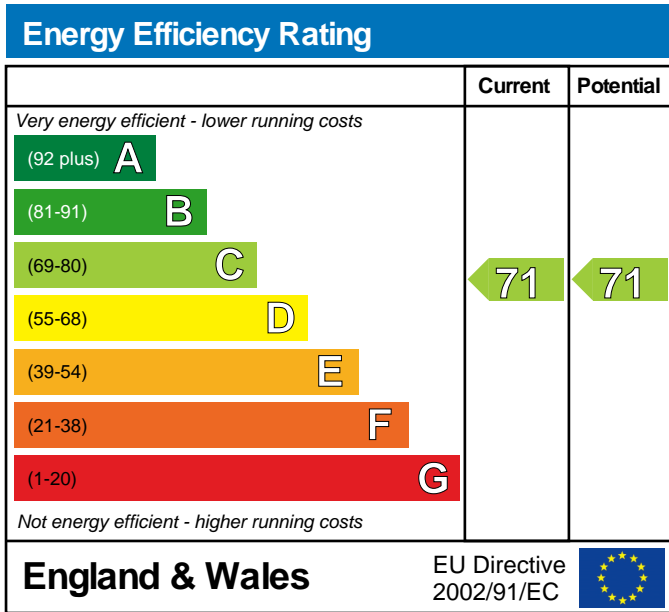 Energy Efficiency Rating
Current Potential
Very energy efficient - lower running costs
(92 plus) A
(81-91) B
(69-80) C
71 71
(55-68) D
(39-54) E
(21-38) F
(1-20) G
Not energy efficient - higher running costs
England & Wales
EU Directive
2002/91/EC